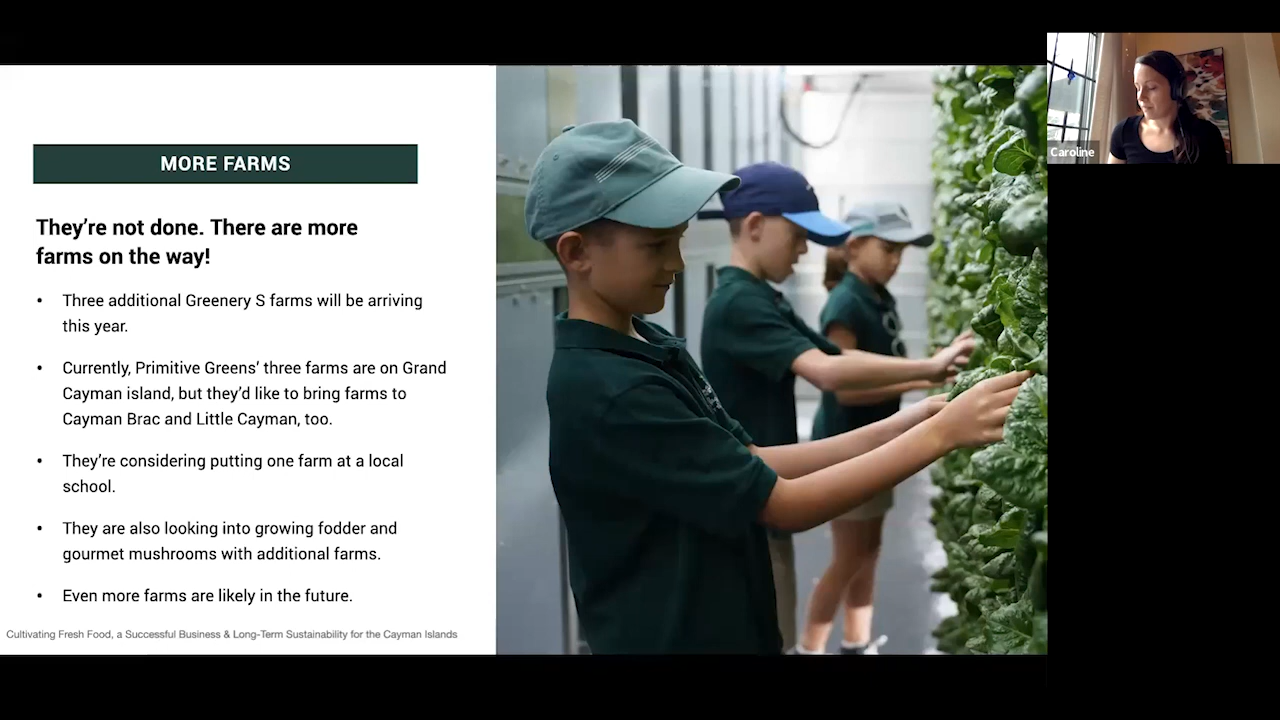 MORE FARMS
They’re not done. There are more
farms on the way!
• Three additional Greenery S farms will be arriving
this year.
• Currently, Primitive Greens’ three farms are on Grand
Cayman island, but they’d like to bring farms to
Cayman Brac and Little Cayman, too.
• They’re considering putting one farm at a local
school.
• They are also looking into growing fodder and
gourmet mushrooms with additional farms.
• Even more farms are likely in the future.
Cultivating Fresh Food, a Successful Business & Long-Term Sustainability for the Cayman Islands
Caroline